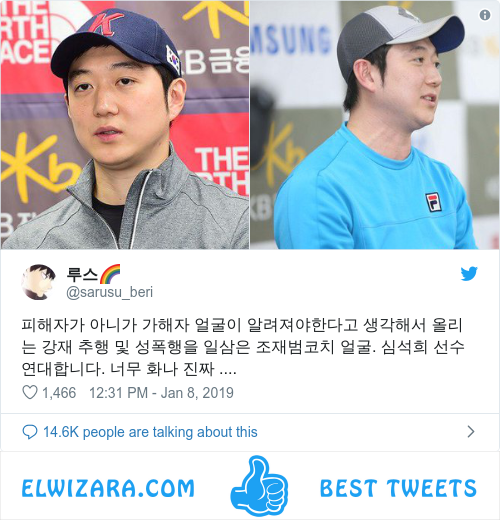 THE
NORTH
FACE
K
KB금융
Kb
THE
NORTH
SAMSUNG
FILA
루스🌈
@sarusu_beri
피해자가 아니가 가해자 얼굴이 알려져야한다고 생각해서 올리
는 강재 추행 및 성폭행을 일삼은 조재범코치 얼굴. 심석희 선수
연대합니다. 너무 화나 진짜 ....
1,466 12:31 PM - Jan 8, 2019
14.6K people are talking about this
ELWIZARA.COM BEST TWEETS